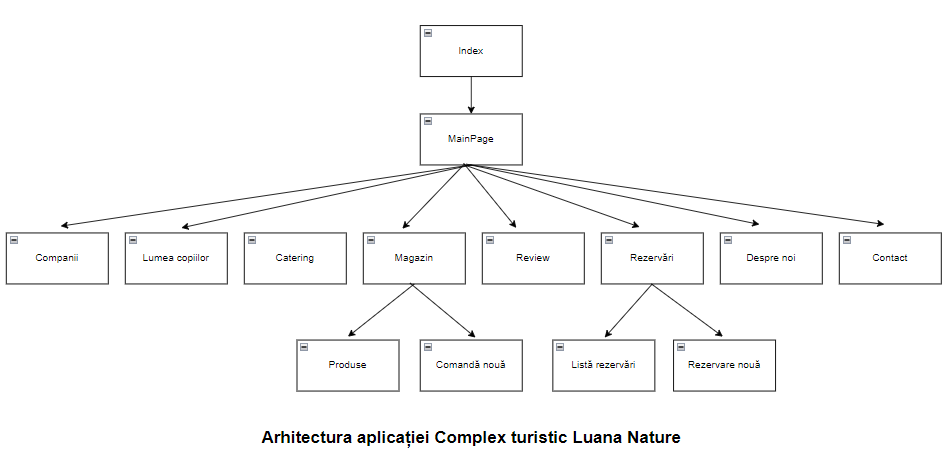 Index
MainPage
Companii
Lumea copiilor
Catering
Magazin
Review
Rezervări
Despre noi
Contact
Produse
Comandă nouă
Listă rezervări
Rezervare nouă
Arhitectura aplicației Complex turistic Luana Nature